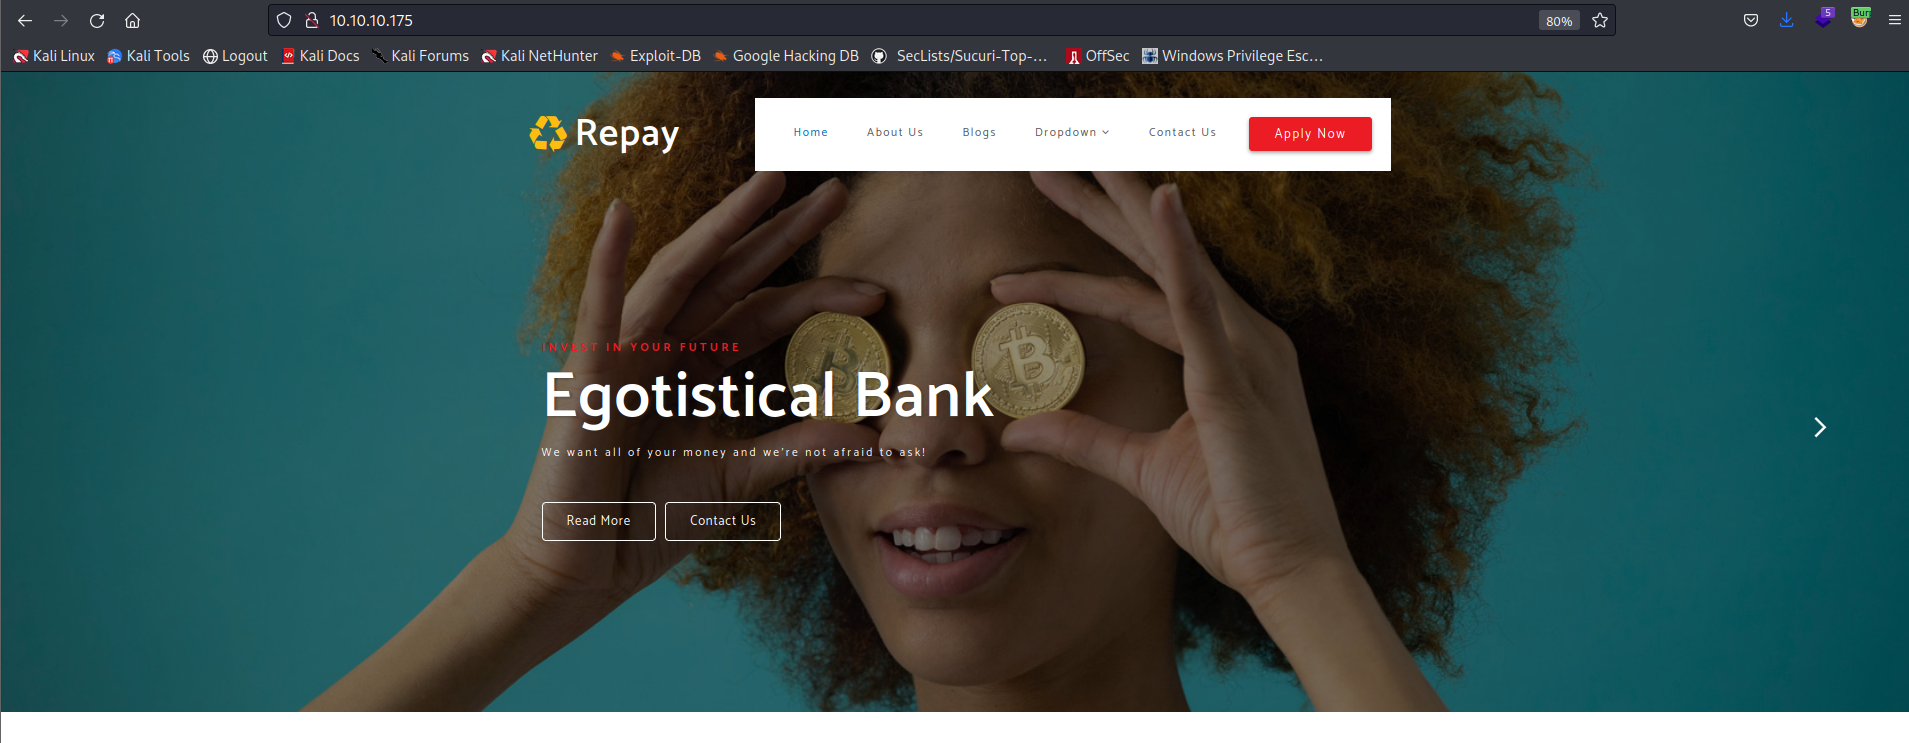 10.10.10.175
80%
5
Kali Linux
Kali Tools
Logout
Kali Docs
Kali Forums
Kali NetHunter
Exploit-DB
Google Hacking DB
SecLists/Sucuri-Top-...
OffSec
Windows Privilege Esc...
Repay
Home
About Us
Blogs
Dropdown
Contact Us
Apply Now
INVEST IN YOUR FUTURE
Egotistical Bank
We want all of your money and we're not afraid to ask!
Read More
Contact Us